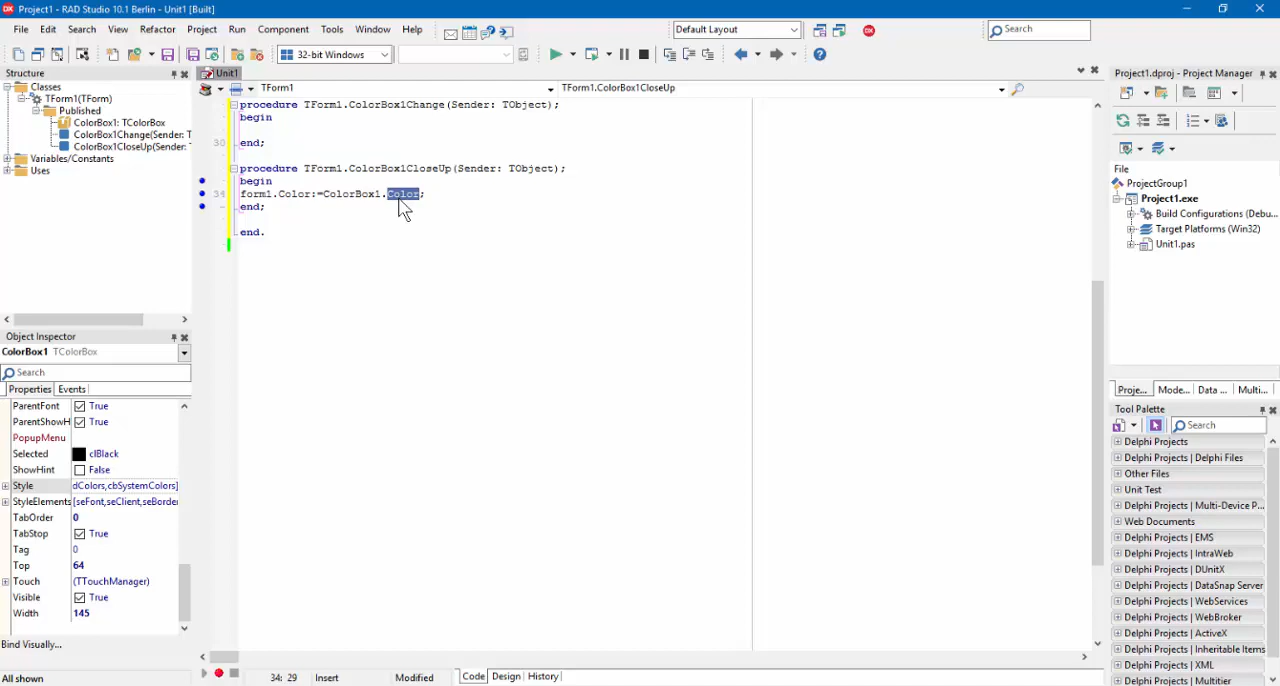 Project1 - RAD Studio 10.1 Berlin - Unit1 [Built]
File Edit Search View Refactor Project Run Component Tools Window Help
Default Layout
Search
32-bit Windows
Structure
Classes
TForm1(TForm)
Published
ColorBox1: TColorBox
ColorBox1Change(Sender: T
ColorBox1CloseUp(Sender:
Variables/Constants
Uses
Object Inspector
ColorBox1 TColorBox
Search
Properties Events
ParentFont True
ParentShowH True
PopupMenu
Selected clBlack
ShowHint False
Style dColors,cbSystemColors]
StyleElements [seFont,seClient,seBorder
TabOrder 0
TabStop True
Tag 0
Top 64
Touch (TTouchManager)
Visible True
Width 145
Bind Visually...
All shown
Unit1
TForm1 TForm1.ColorBox1CloseUp
procedure TForm1.ColorBox1Change(Sender: TObject);
begin
30 end;
procedure TForm1.ColorBox1CloseUp(Sender: TObject);
begin
34 form1.Color:=ColorBox1.Color;
end;
end.
34: 29 Insert Modified Code Design History
Project1.dproj - Project Manager
File
ProjectGroup1
Project1.exe
Build Configurations (Debu...
Target Platforms (Win32)
Unit1.pas
Proje... Mode... Data ... Multi...
Tool Palette
Search
Delphi Projects
Delphi Projects | Delphi Files
Other Files
Unit Test
Delphi Projects | Multi-Device P...
Web Documents
Delphi Projects | EMS
Delphi Projects | IntraWeb
Delphi Projects | DUnitX
Delphi Projects | DataSnap Server
Delphi Projects | WebServices
Delphi Projects | WebBroker
Delphi Projects | ActiveX
Delphi Projects | Inheritable Items
Delphi Projects | XML
Delphi Projects | Multitier